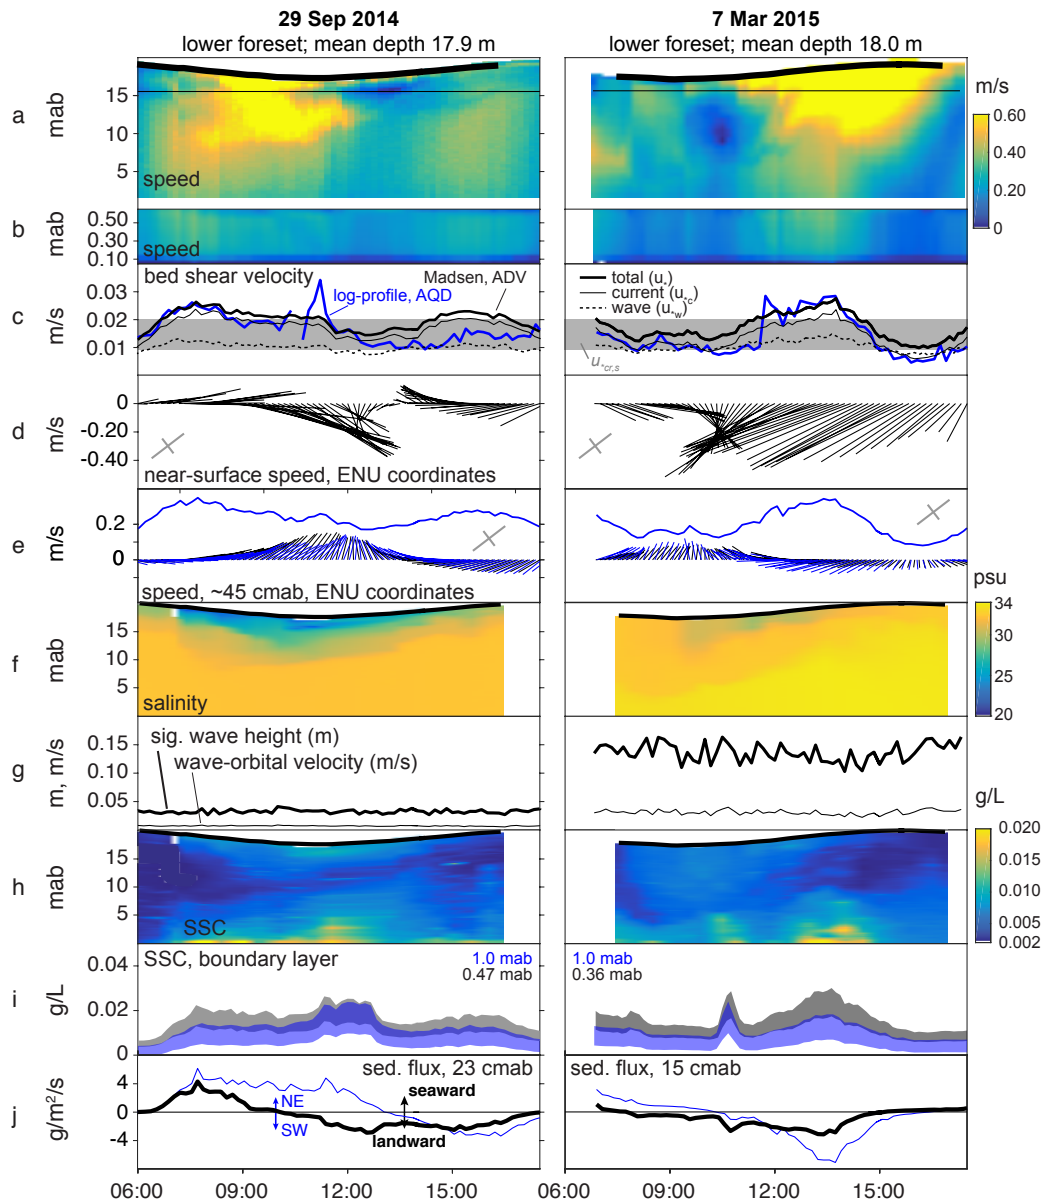 29 Sep 2014
7 Mar 2015
lower foreset; mean depth 17.9 m
lower foreset; mean depth 18.0 m
a
mab
15
10
5
speed
m/s
0.60
0.40
0.20
0
b
mab
0.50
0.30
0.10
speed
c
m/s
0.03
0.02
0.01
bed shear velocity
Madsen, ADV
log-profile, AQD
total (u*)
current (u*c)
wave (u*w)
u*cr,s
d
m/s
0
-0.20
-0.40
near-surface speed, ENU coordinates
e
m/s
0.2
0
speed, ~45 cmab, ENU coordinates
f
mab
15
10
5
salinity
psu
34
30
25
20
g
m, m/s
0.15
0.10
0.05
sig. wave height (m)
wave-orbital velocity (m/s)
h
mab
15
10
5
SSC
g/L
0.020
0.015
0.010
0.005
0.002
i
g/L
0.04
0.02
0
SSC, boundary layer
1.0 mab
0.47 mab
1.0 mab
0.36 mab
j
g/m²/s
4
0
-4
sed. flux, 23 cmab
seaward
NE
SW
landward
sed. flux, 15 cmab
06:00
09:00
12:00
15:00
06:00
09:00
12:00
15:00